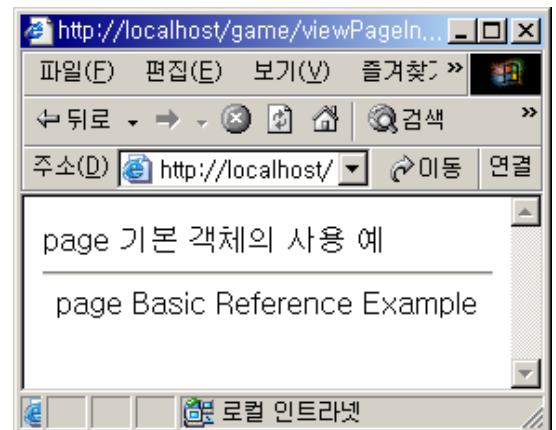 http://localhost/game/viewPageIn...
파일(F) 편집(E) 보기(V) 즐겨찾기 »
뒤로 검색 »
주소(D) http://localhost/ 이동 연결
page 기본 객체의 사용 예
page Basic Reference Example
로컬 인트라넷